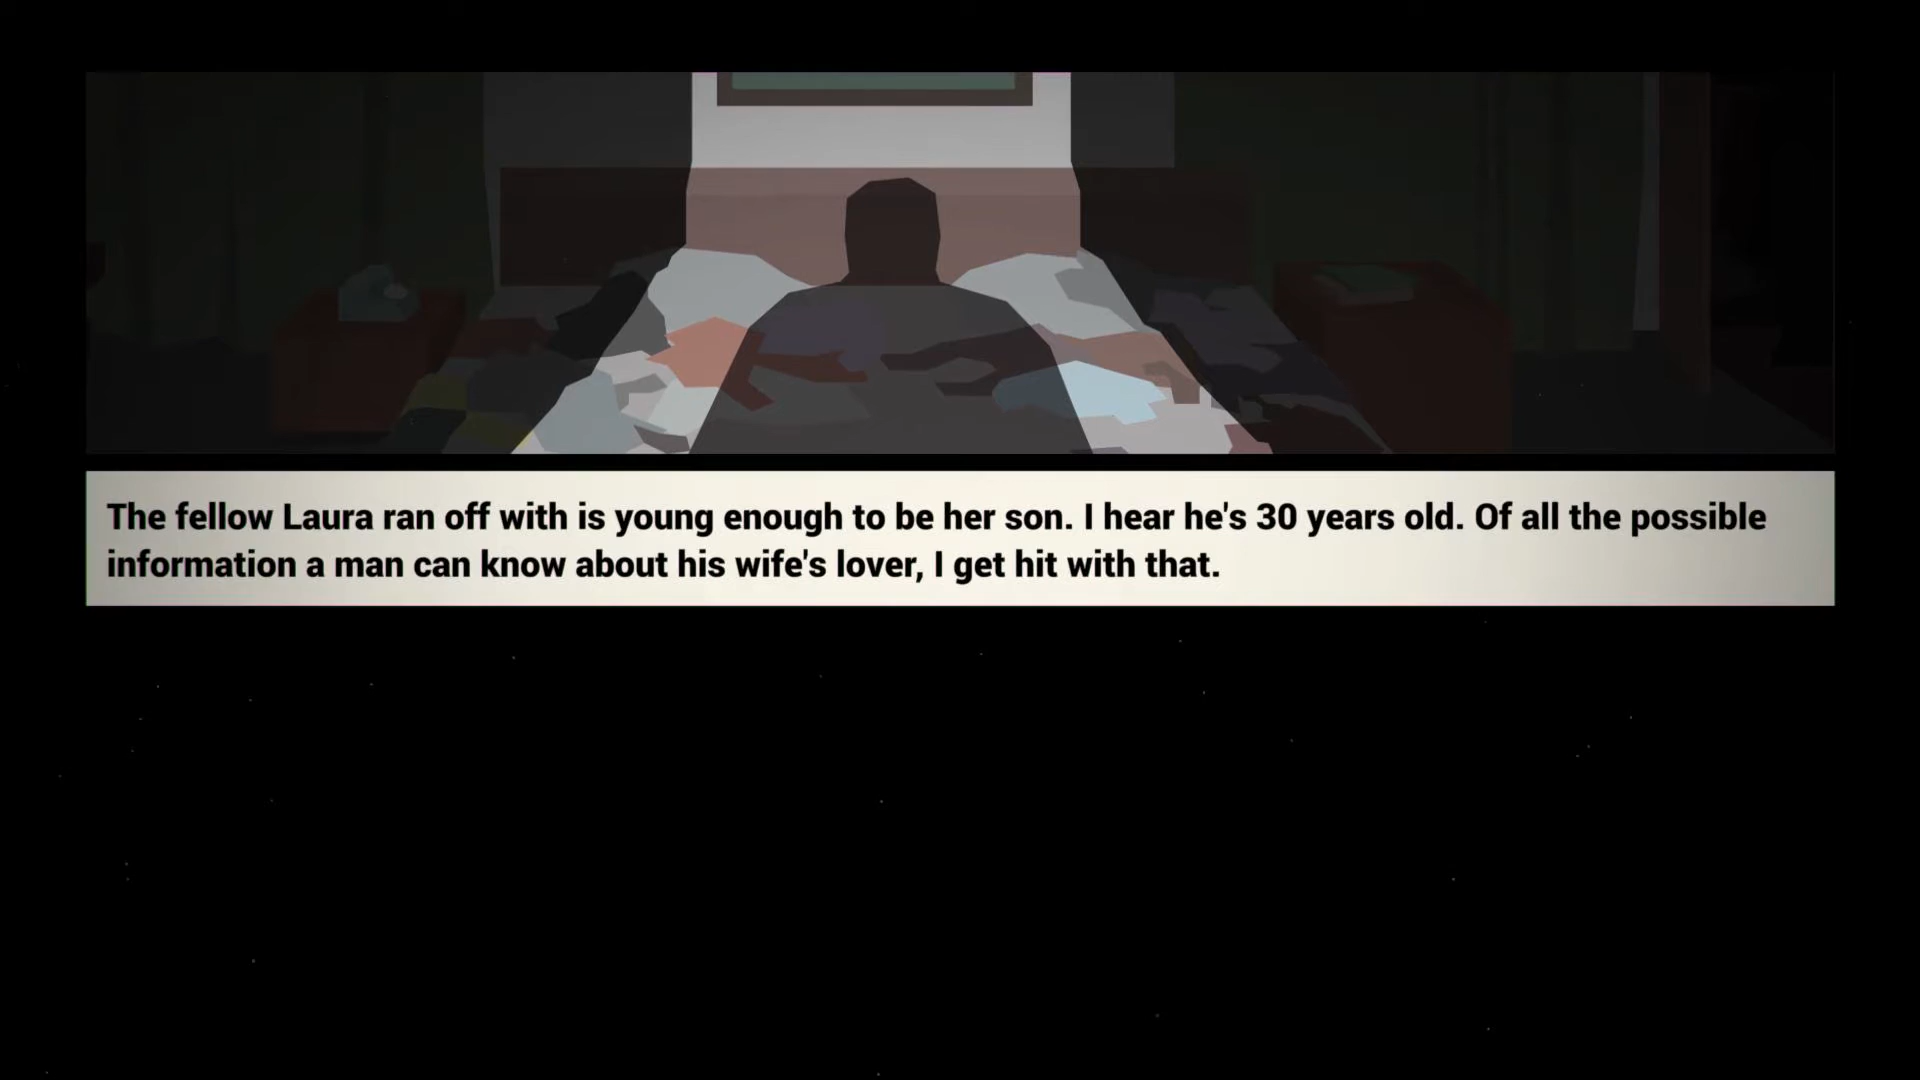 The fellow Laura ran off with is young enough to be her son. I hear he's 30 years old. Of all the possible
information a man can know about his wife's lover, I get hit with that.